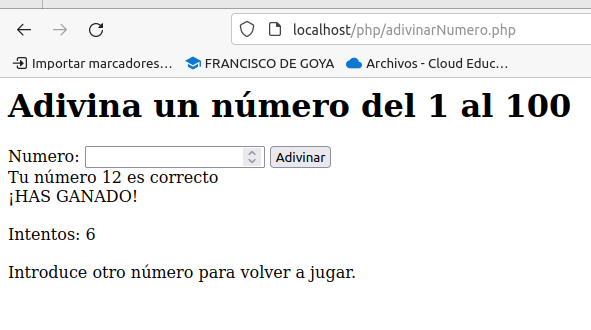 localhost/php/adivinarNumero.php
Importar marcadores… FRANCISCO DE GOYA Archivos - Cloud Educ…
Adivina un número del 1 al 100
Numero: Adivinar
Tu número 12 es correcto
¡HAS GANADO!
Intentos: 6
Introduce otro número para volver a jugar.